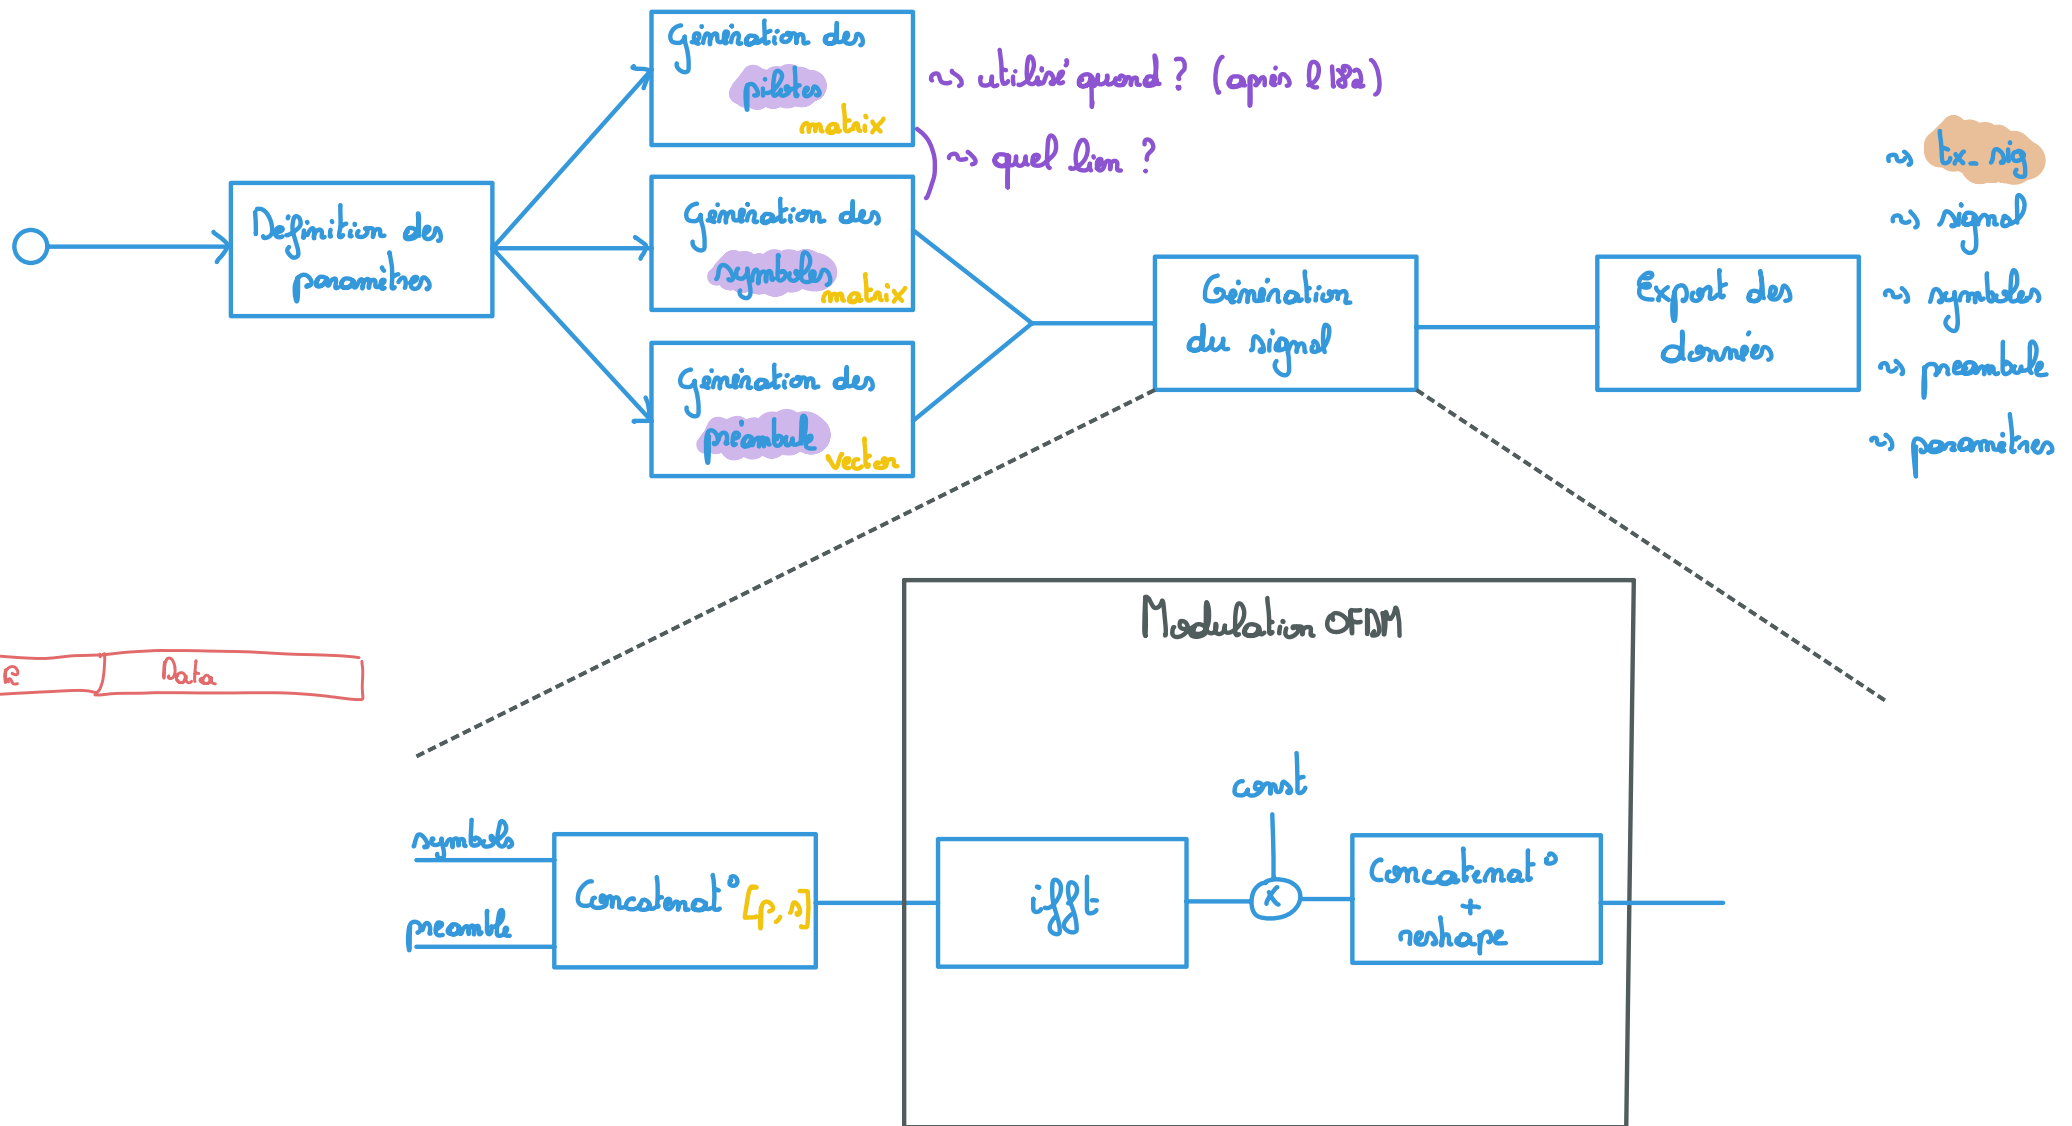 Génération des
pilotes
matrix
~> utilisé quand ? (après l 182)
~> quel lien ?
Définition des
paramètres
Génération des
symboles
matrix
Génération des
préambule
vector
Génération
du signal
Export des
données
~> tx_sig
~> signal
~> symboles
~> preambule
~> paramètres
Data
Modulation OFDM
symbols
preamble
Concatenat° [p, s]
ifft
const
x
Concatenat°
+
reshape